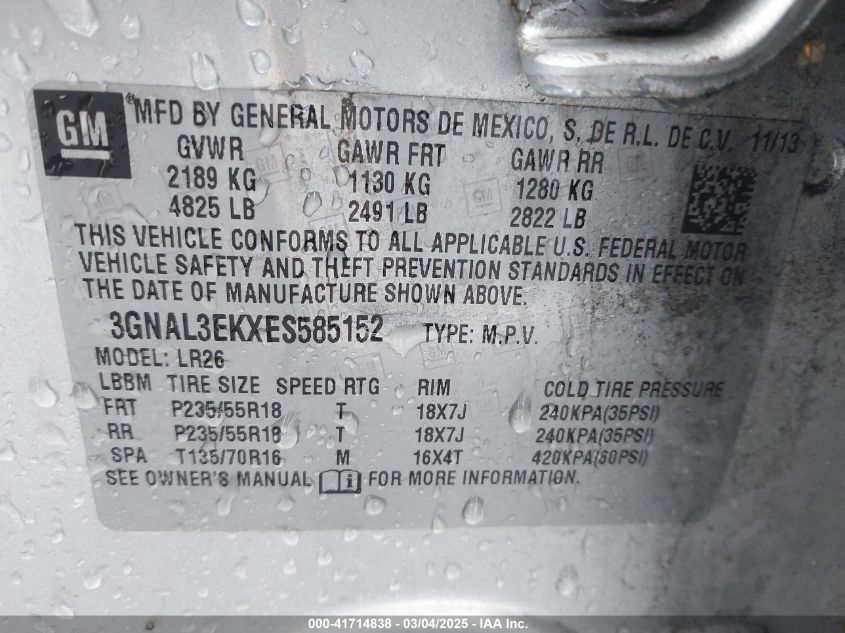 GM
®MFD BY GENERAL MOTORS DE MEXICO, S. DE R.L. DE C.V. 11/13
GVWR GAWR FRT GAWR RR
2189 KG 1130 KG 1280 KG
4825 LB 2491 LB 2822 LB
THIS VEHICLE CONFORMS TO ALL APPLICABLE U.S. FEDERAL MOTOR
VEHICLE SAFETY AND THEFT PREVENTION STANDARDS IN EFFECT ON
THE DATE OF MANUFACTURE SHOWN ABOVE.
3GNAL3EKXES585152 TYPE: M.P.V.
MODEL: LR26
LBBM TIRE SIZE SPEED RTG RIM COLD TIRE PRESSURE
FRT P235/55R18 T 18X7J 240KPA(35PSI)
RR P235/55R18 T 18X7J 240KPA(35PSI)
SPA T135/70R16 M 16X4T 420KPA(60PSI)
SEE OWNER'S MANUAL FOR MORE INFORMATION.
000-41714838 - 03/04/2025 - IAA Inc.